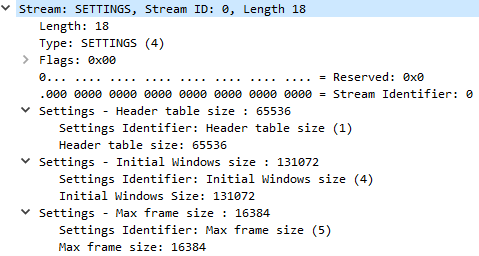 Stream: SETTINGS, Stream ID: 0, Length 18
Length: 18
Type: SETTINGS (4)
Flags: 0x00
0... .... .... .... .... .... .... .... = Reserved: 0x0
.000 0000 0000 0000 0000 0000 0000 0000 = Stream Identifier: 0
Settings - Header table size : 65536
Settings Identifier: Header table size (1)
Header table size: 65536
Settings - Initial Windows size : 131072
Settings Identifier: Initial Windows size (4)
Initial Windows Size: 131072
Settings - Max frame size : 16384
Settings Identifier: Max frame size (5)
Max frame size: 16384